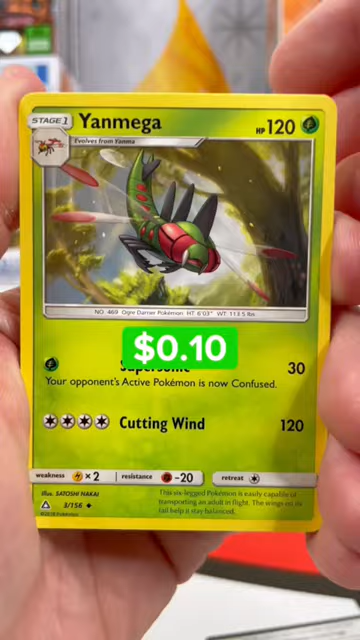 STAGE 1
Yanmega
HP 120
Evolves from Yanma
NO. 469 Ogre Darner Pokémon HT: 6'03" WT: 113.5 lbs
$0.10
Supersonic 30
Your opponent's Active Pokémon is now Confused.
Cutting Wind 120
weakness ×2 resistance -20 retreat
Illus. SATOSHI NAKAI
3/156
©2018 Pokémon
This six-legged Pokémon is easily capable of
transporting an adult in flight. The wings on its
tail help it stay balanced.